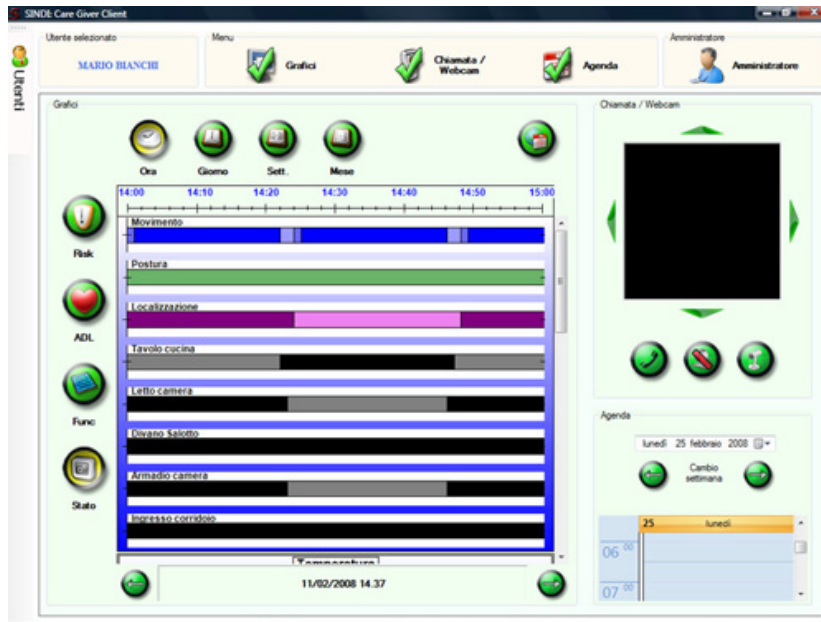 SINDI: Care Giver Client
Utenti
Utente selezionato
MARIO BIANCHI
Menu
Grafici
Chiamata /
Webcam
Agenda
Amministratore
Amministratore
Grafici
Ora
Giorno
Sett.
Mese
Risk
ADL
Func
Stato
14:00 14:10 14:20 14:30 14:40 14:50 15:00
Movimento
Postura
Localizzazione
Tavolo cucina
Letto camera
Divano Salotto
Armadio camera
Ingresso corridoio
Temperatura
11/02/2008 14.37
Chiamata / Webcam
Agenda
lunedì 25 febbraio 2008
Cambio
settimana
25 lunedì
06 00
07 00